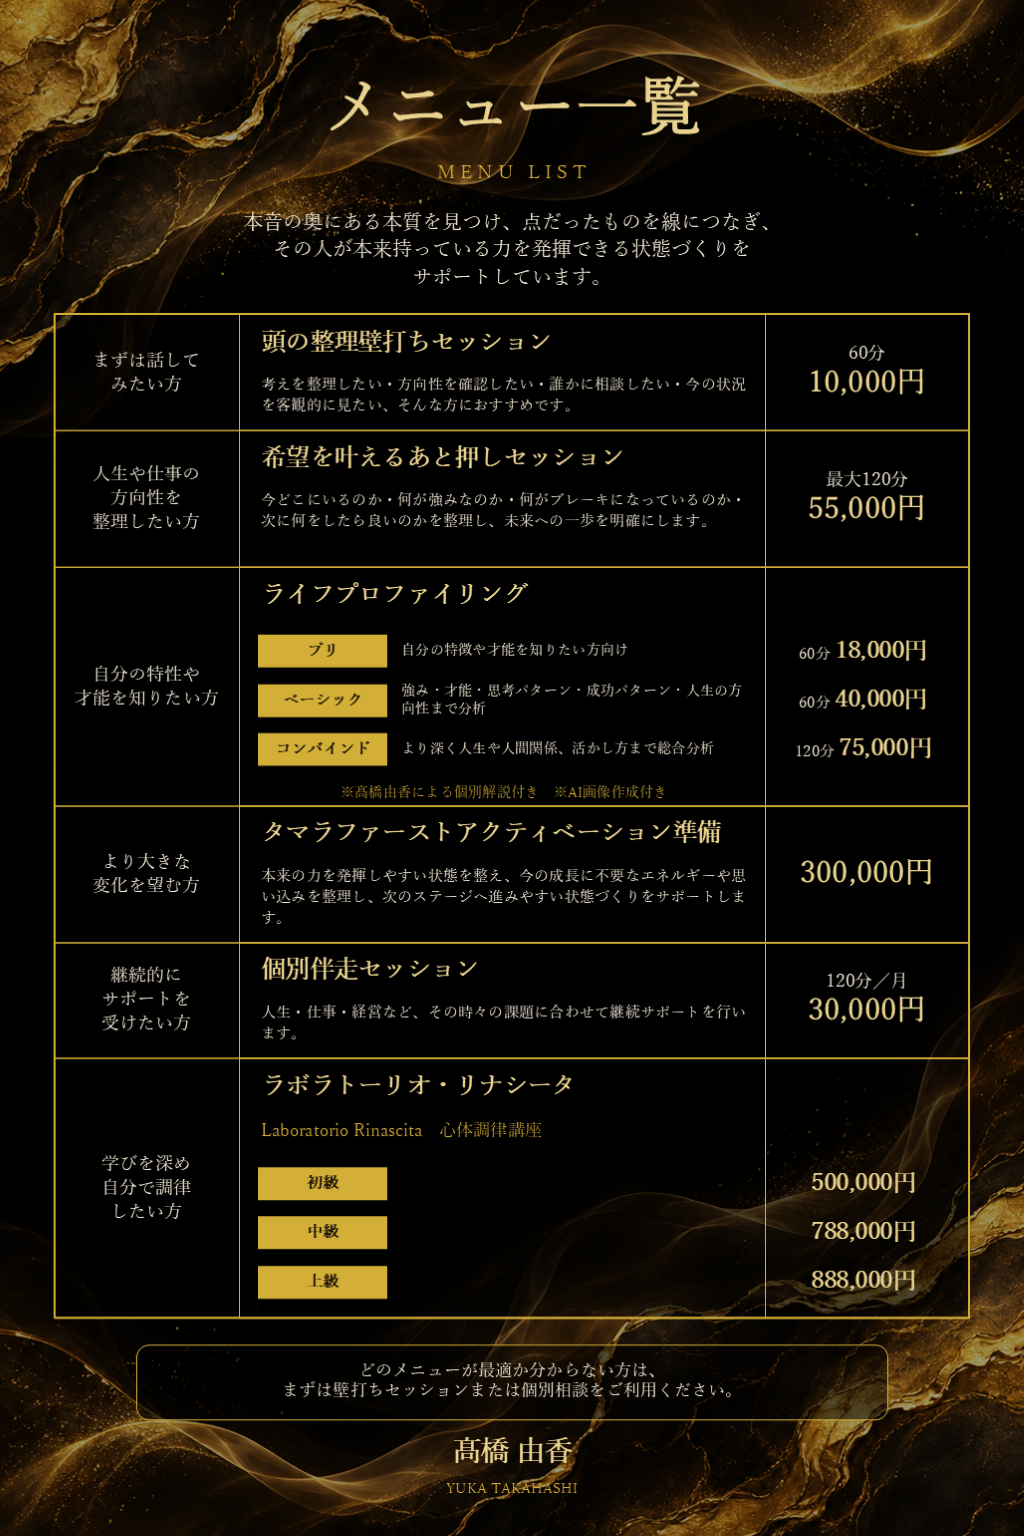 メニュー一覧
MENU LIST
本音の奥にある本質を見つけ、点だったものを線につなぎ、
その人が本来持っている力を発揮できる状態づくりを
サポートしています。
まずは話して
みたい方
頭の整理壁打ちセッション
考えを整理したい・方向性を確認したい・誰かに相談したい・今の状況
を客観的に見たい、そんな方におすすめです。
60分
10,000円
人生や仕事の
方向性を
整理したい方
希望を叶えるあと押しセッション
今どこにいるのか・何が強みなのか・何がブレーキになっているのか・
次に何をしたら良いのかを整理し、未来への一歩を明確にします。
最大120分
55,000円
自分の特性や
才能を知りたい方
ライフプロファイリング
プリ
自分の特徴や才能を知りたい方向け
60分 18,000円
ベーシック
強み・才能・思考パターン・成功パターン・人生の方
向性まで分析
60分 40,000円
コンバインド
より深く人生や人間関係、活かし方まで総合分析
120分 75,000円
※髙橋由香による個別解説付き　※AI画像作成付き
より大きな
変化を望む方
タマラファーストアクティベーション準備
本来の力を発揮しやすい状態を整え、今の成長に不要なエネルギーや思
い込みを整理し、次のステージへ進みやすい状態づくりをサポートしま
す。
300,000円
継続的に
サポートを
受けたい方
個別伴走セッション
人生・仕事・経営など、その時々の課題に合わせて継続サポートを行い
ます。
120分／月
30,000円
学びを深め
自分で調律
したい方
ラボラトーリオ・リナシータ
Laboratorio Rinascita　心体調律講座
初級
500,000円
中級
788,000円
上級
888,000円
どのメニューが最適か分からない方は、
まずは壁打ちセッションまたは個別相談をご利用ください。
髙橋 由香
YUKA TAKAHASHI